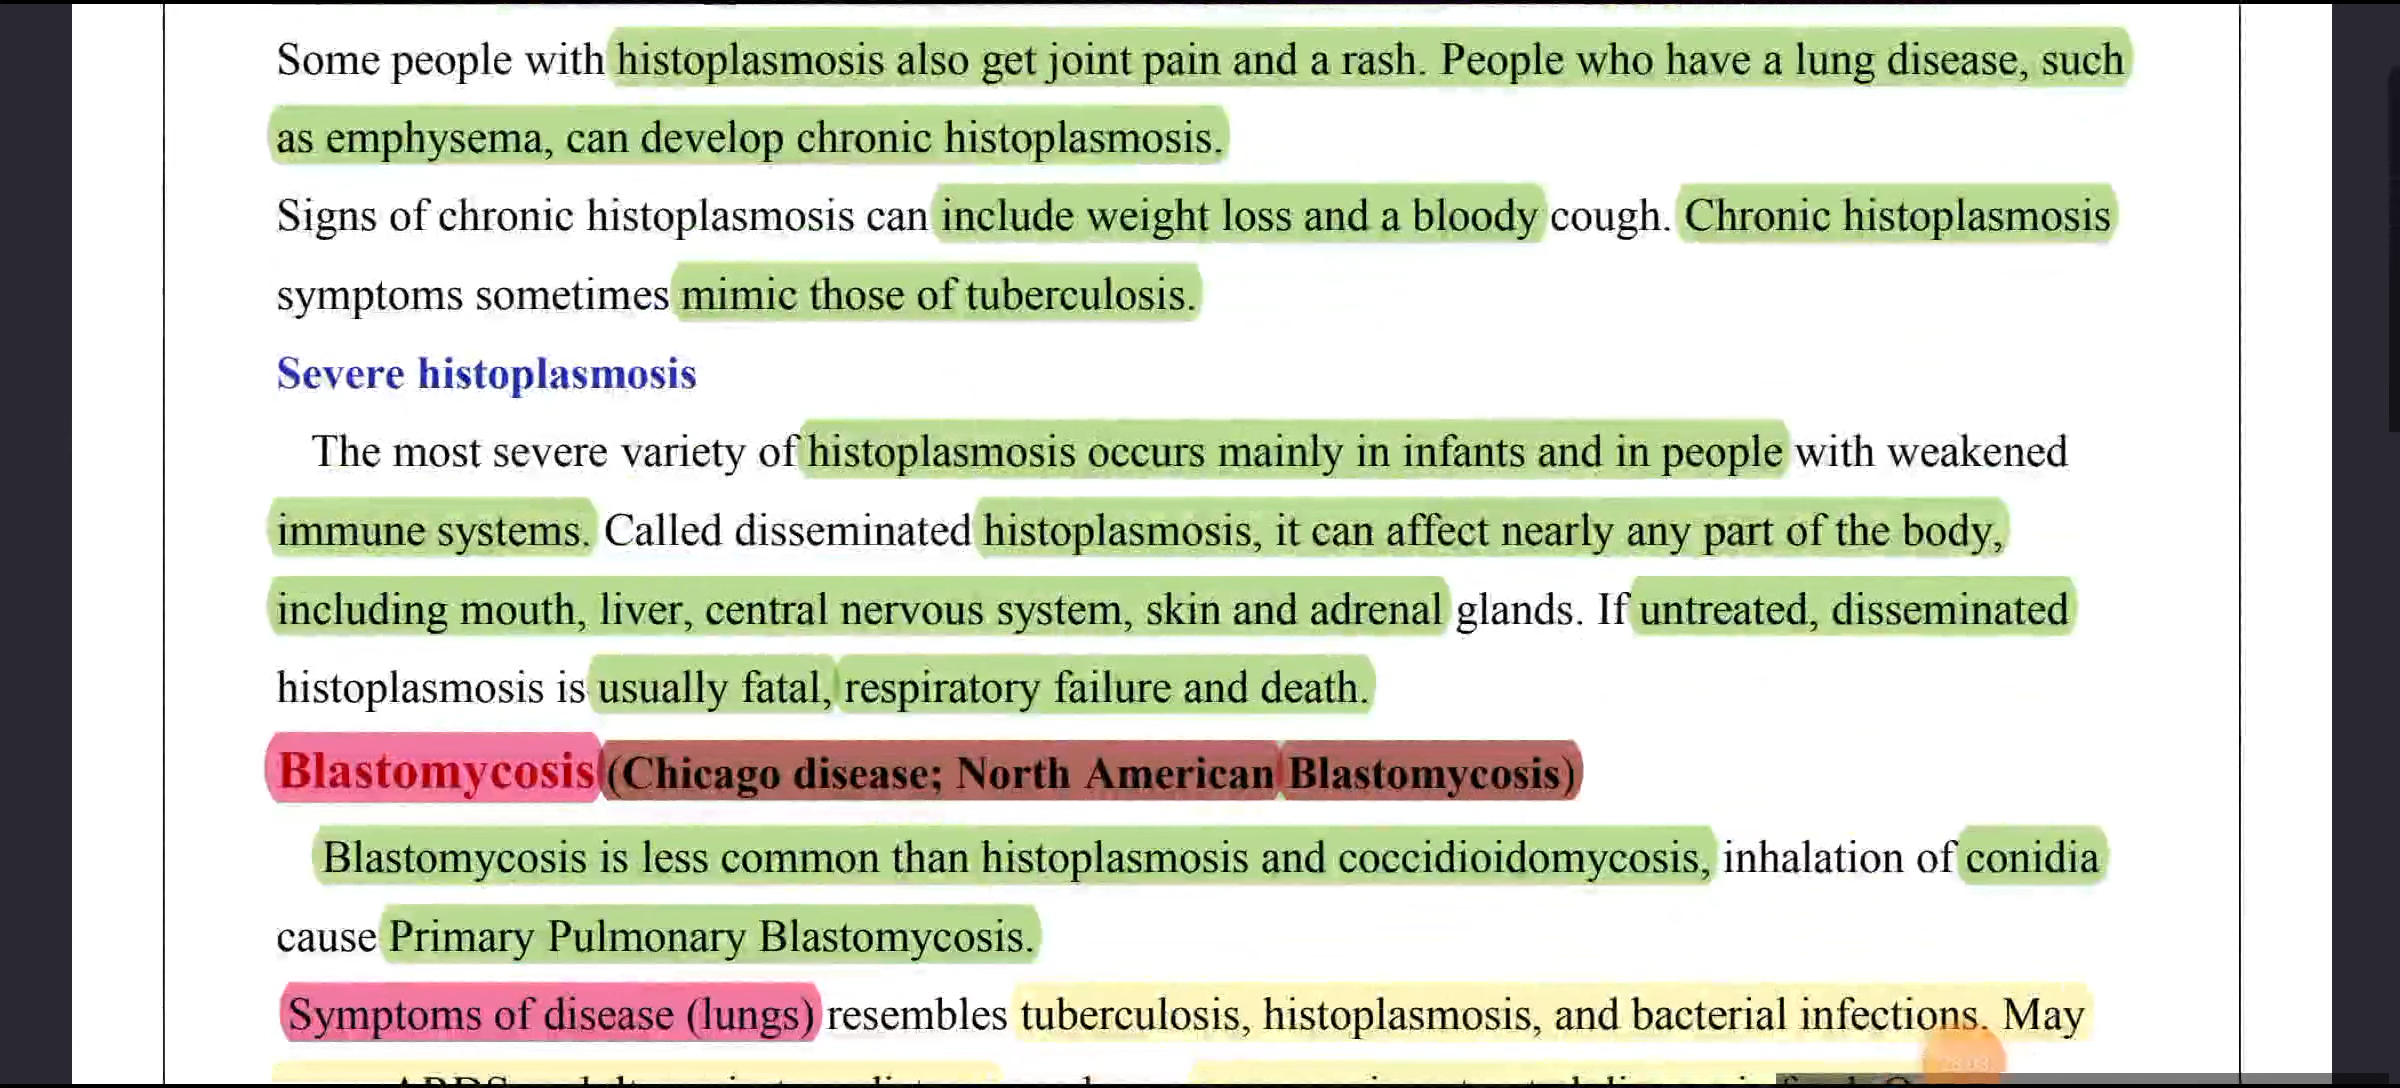 Some people with histoplasmosis also get joint pain and a rash. People who have a lung disease, such
as emphysema, can develop chronic histoplasmosis.
Signs of chronic histoplasmosis can include weight loss and a bloody cough. Chronic histoplasmosis
symptoms sometimes mimic those of tuberculosis.
Severe histoplasmosis
The most severe variety of histoplasmosis occurs mainly in infants and in people with weakened
immune systems. Called disseminated histoplasmosis, it can affect nearly any part of the body,
including mouth, liver, central nervous system, skin and adrenal glands. If untreated, disseminated
histoplasmosis is usually fatal, respiratory failure and death.
Blastomycosis (Chicago disease; North American Blastomycosis)
Blastomycosis is less common than histoplasmosis and coccidioidomycosis, inhalation of conidia
cause Primary Pulmonary Blastomycosis.
Symptoms of disease (lungs) resembles tuberculosis, histoplasmosis, and bacterial infections. May